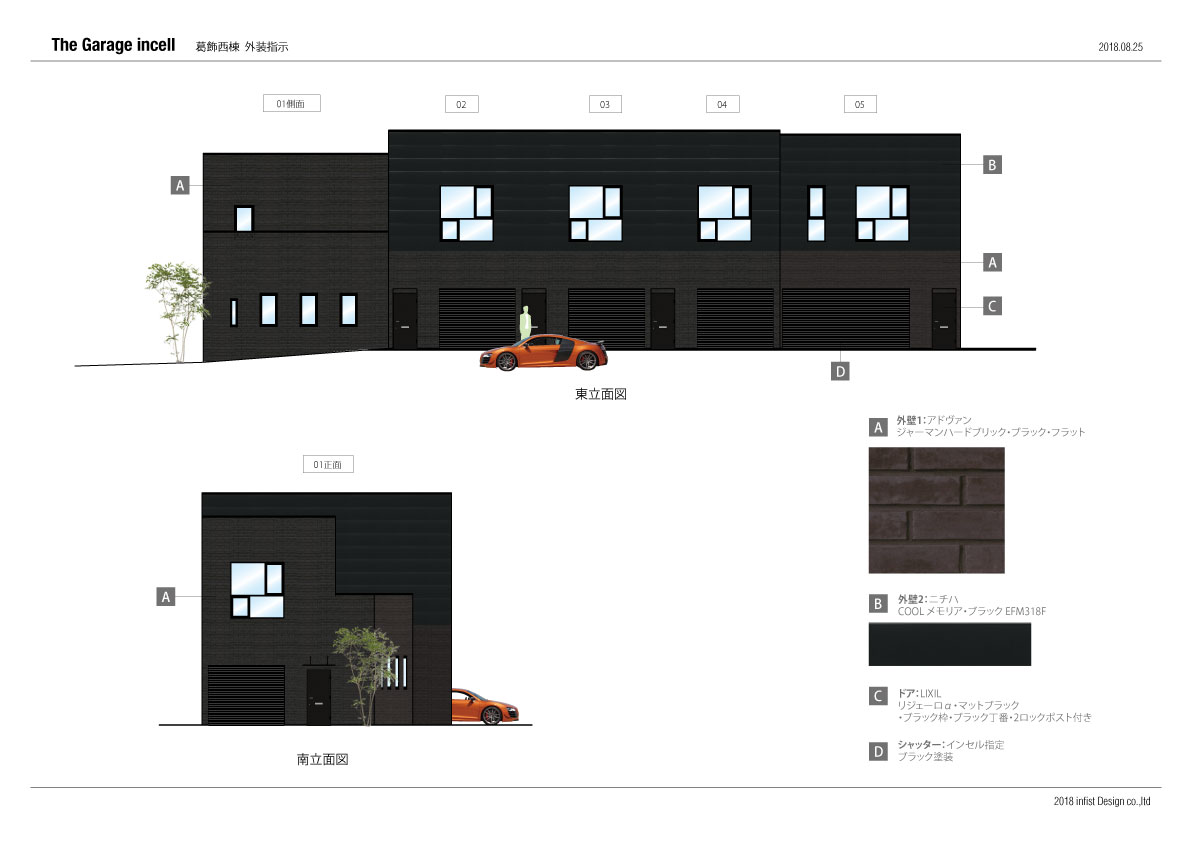 The Garage incell 葛飾西棟 外装指示
2018.08.25
01側面
02
03
04
05
A
B
A
C
D
東立面図
01正面
A
南立面図
A 外壁1:アドヴァン
ジャーマンハードブリック・ブラック・フラット
B 外壁2:ニチハ
COOL メモリア・ブラック EFM318F
C ドア:LIXIL
リジェーロα・マットブラック
・ブラック枠・ブラック丁番・2ロックポスト付き
D シャッター:インセル指定
ブラック塗装
2018 infist Design co.,ltd